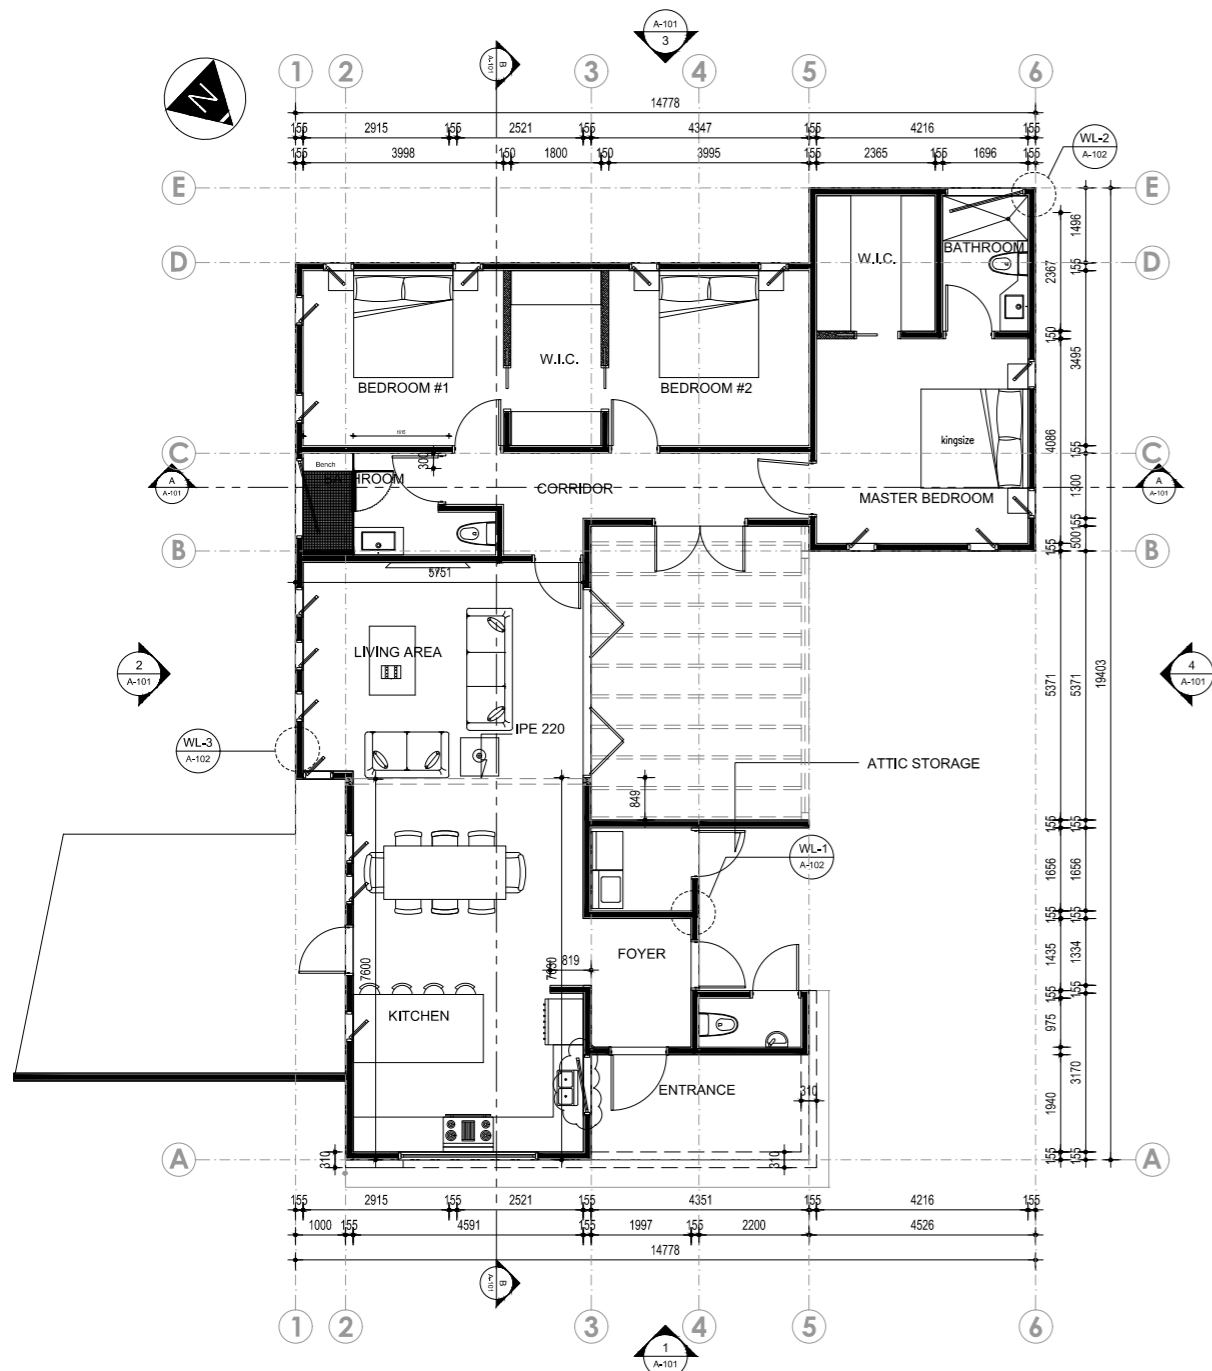 A-101
3
1 2 3 4 5 6
B
A-101
N
14778
155 2915 155 2521 155 4347 155 4216 155
155 3998 150 1800 150 3995 155 2365 155 1696 155
WL-2
A-102
E E
D D
C C
B B
A A
W.I.C.
BATHROOM
BEDROOM #1
W.I.C.
BEDROOM #2
kingsize
MASTER BEDROOM
Bench
BATHROOM
300
CORRIDOR
A
A-101
A
A-101
5751
LIVING AREA
IPE 220
2
A-101
4
A-101
WL-3
A-102
ATTIC STORAGE
849
WL-1
A-102
FOYER
819
7600
7600
KITCHEN
ENTRANCE
310
310
310
1496
155
2367
150
3495
4086
155
1300
155
500
155
5371
5371
19403
155
155
1656
1656
155
155
1435
1334
155
155
975
3170
1940
155
155
155 2915 155 2521 155 4351 155 4216 155
1000 155 4591 155 1997 155 2200 4526
14778
B
A-101
1 2 3 4 5 6
1
A-101